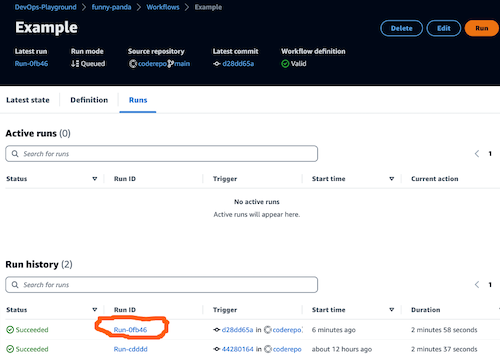 DevOps-Playground > funny-panda > Workflows > Example
Example
Delete Edit Run
Latest run Run mode Source repository Latest commit Workflow definition
Run-0fb46 Queued coderepo main d28dd65a Valid
Latest state Definition Runs
Active runs (0)
Search for runs 1
Status Run ID Trigger Start time Current action
No active runs
Active runs will appear here.
Run history (2)
Search for runs 1
Status Run ID Trigger Start time Duration
Succeeded Run-0fb46 d28dd65a in coderepo 6 minutes ago 2 minutes 58 seconds
Succeeded Run-cdddd 44280164 in coderepo about 12 hours ago 2 minutes 37 seconds